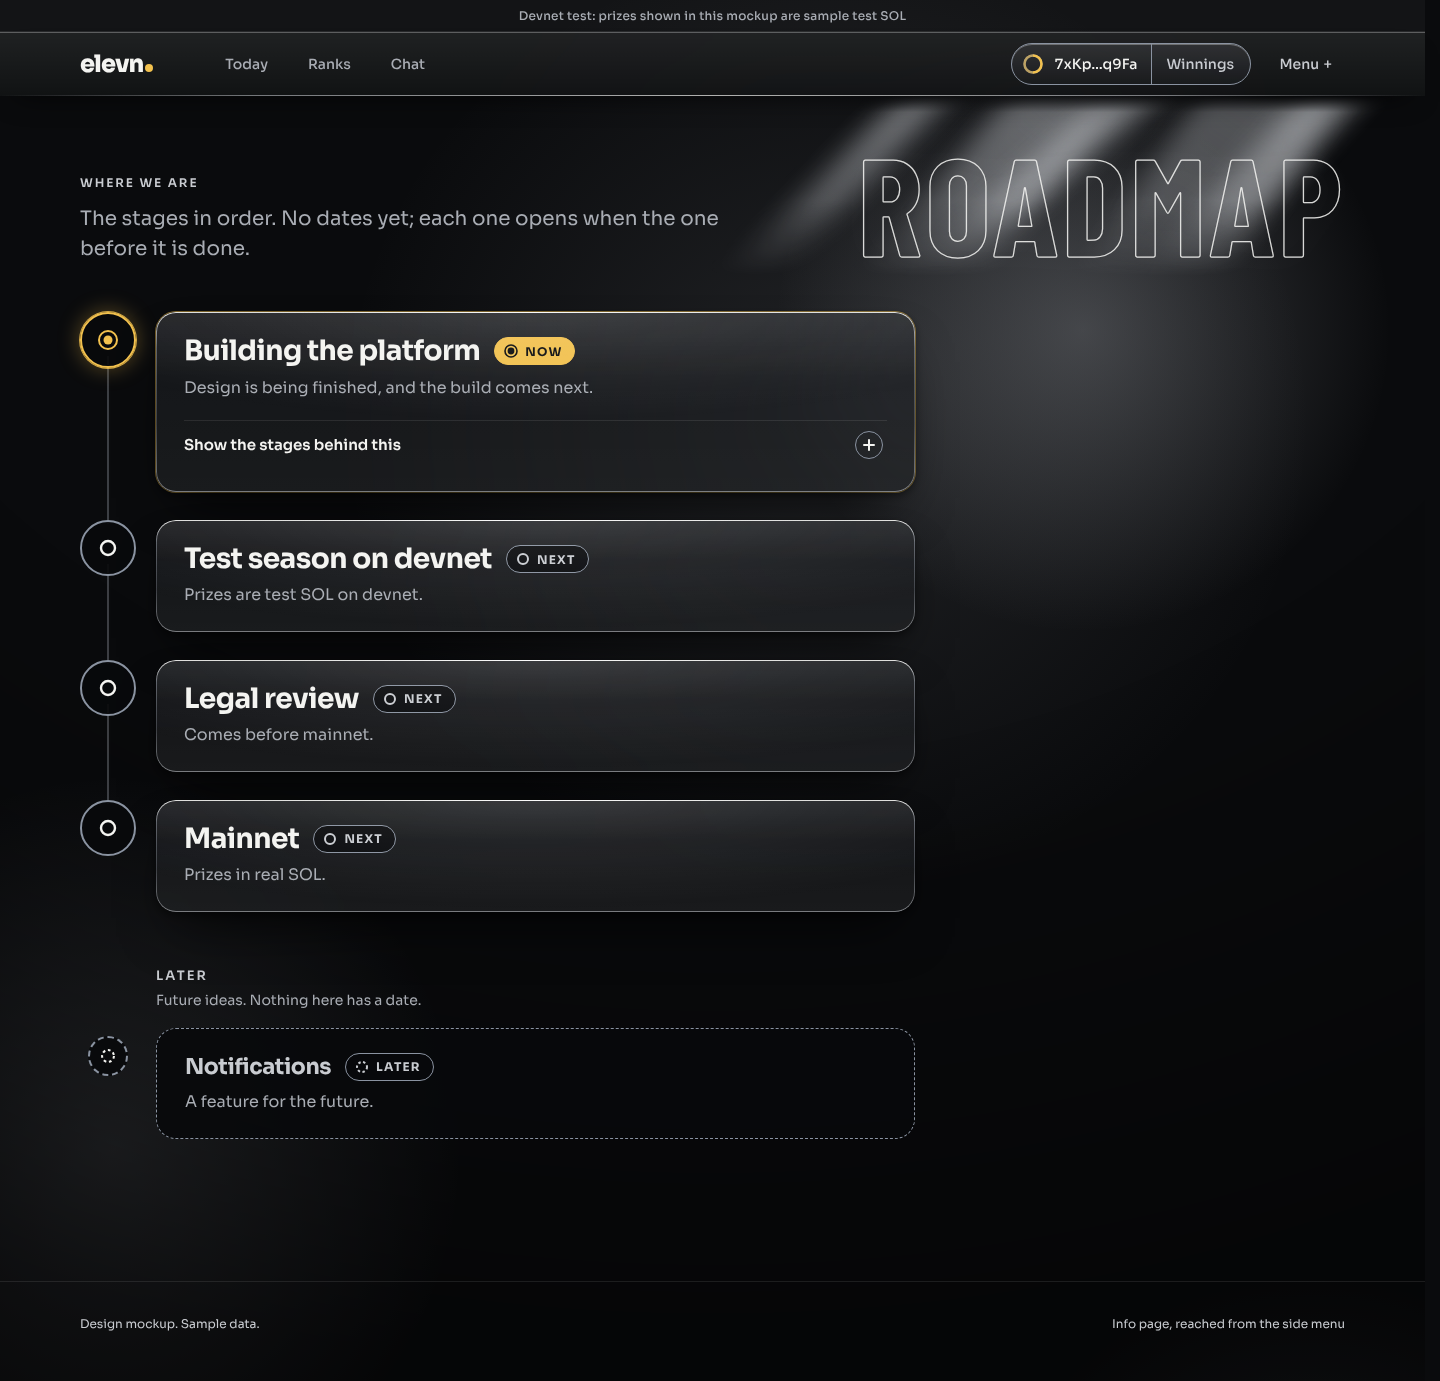 Devnet test: prizes shown in this mockup are sample test SOL
elevn.
Today
Ranks
Chat
7xKp...q9Fa
Winnings
Menu +
ROADMAP
WHERE WE ARE
The stages in order. No dates yet; each one opens when the one
before it is done.
Building the platform
NOW
Design is being finished, and the build comes next.
Show the stages behind this
Test season on devnet
NEXT
Prizes are test SOL on devnet.
Legal review
NEXT
Comes before mainnet.
Mainnet
NEXT
Prizes in real SOL.
LATER
Future ideas. Nothing here has a date.
Notifications
LATER
A feature for the future.
Design mockup. Sample data.
Info page, reached from the side menu